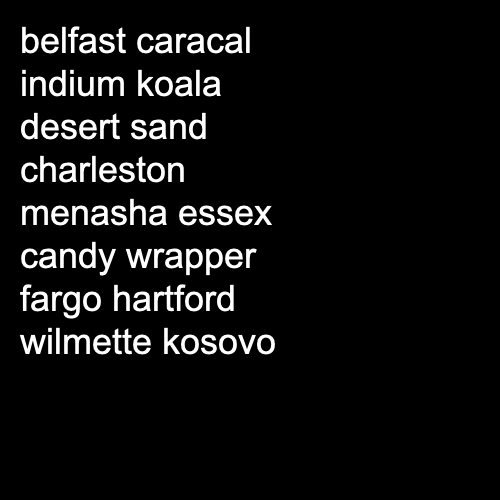 belfast caracal
indium koala
desert sand
charleston
menasha essex
candy wrapper
fargo hartford
wilmette kosovo